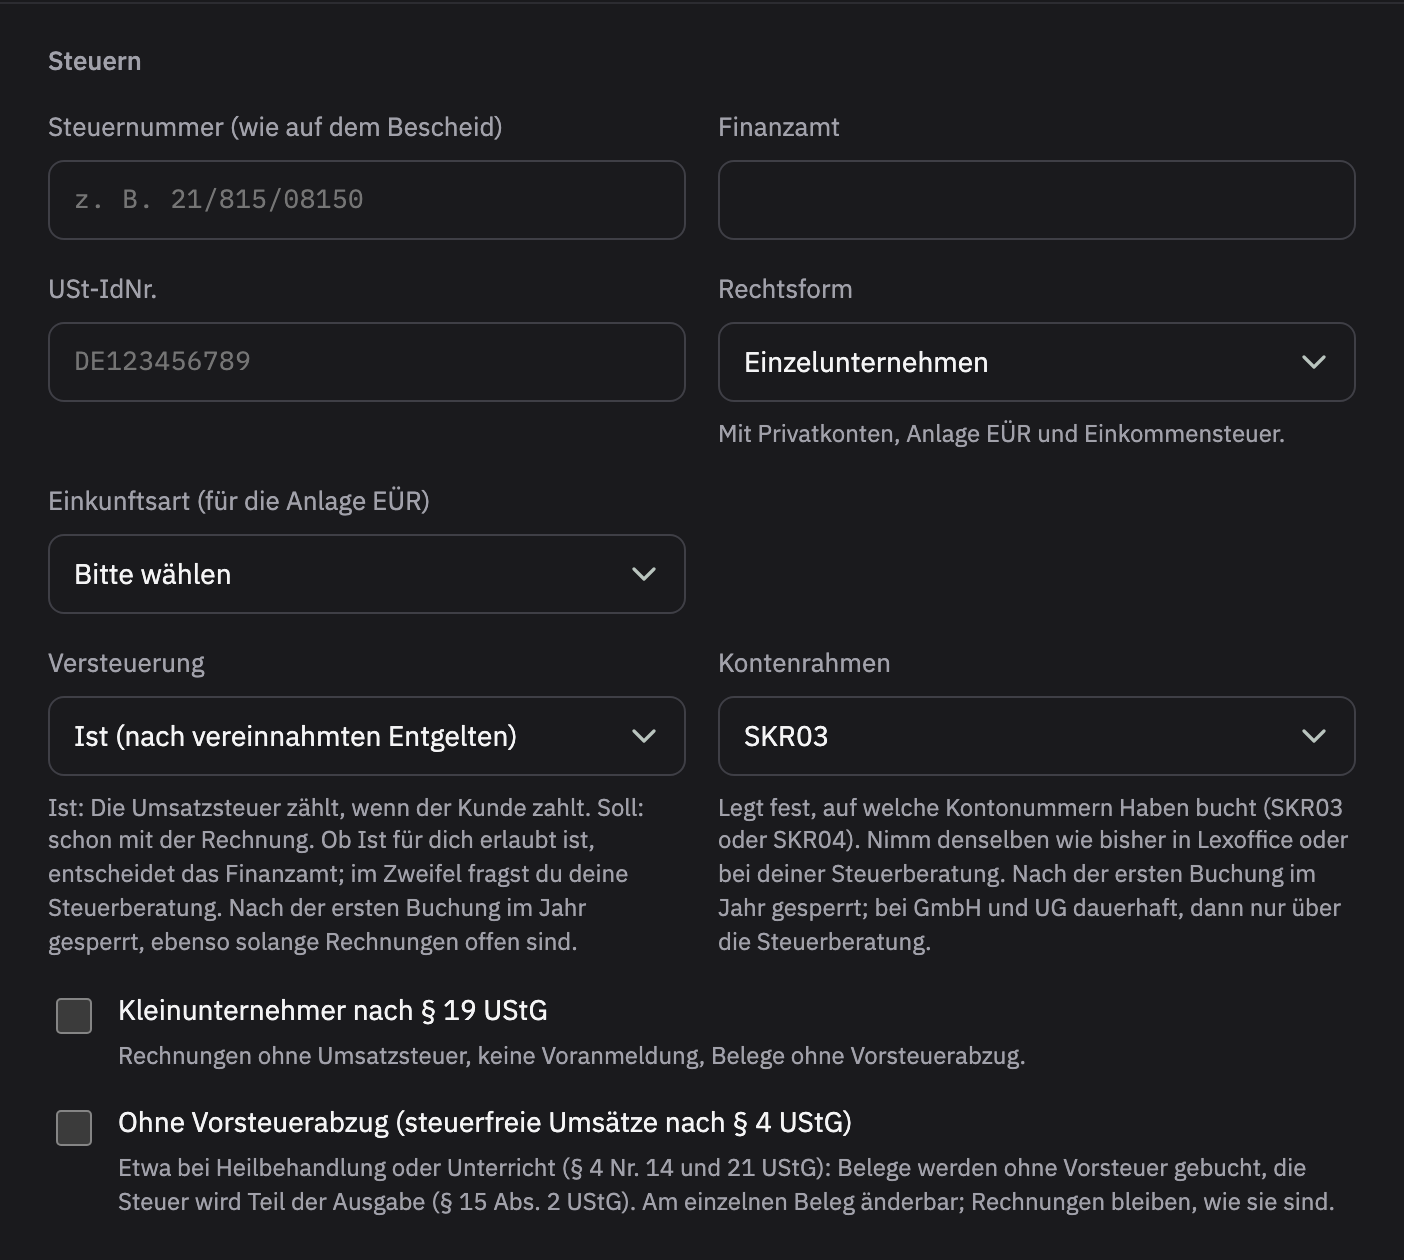 Steuern
Steuernummer (wie auf dem Bescheid)
z. B. 21/815/08150
Finanzamt
USt-IdNr.
DE123456789
Rechtsform
Einzelunternehmen
Mit Privatkonten, Anlage EÜR und Einkommensteuer.
Einkunftsart (für die Anlage EÜR)
Bitte wählen
Versteuerung
Ist (nach vereinnahmten Entgelten)
Ist: Die Umsatzsteuer zählt, wenn der Kunde zahlt. Soll:
schon mit der Rechnung. Ob Ist für dich erlaubt ist,
entscheidet das Finanzamt; im Zweifel fragst du deine
Steuerberatung. Nach der ersten Buchung im Jahr
gesperrt, ebenso solange Rechnungen offen sind.
Kontenrahmen
SKR03
Legt fest, auf welche Kontonummern Haben bucht (SKR03
oder SKR04). Nimm denselben wie bisher in Lexoffice oder
bei deiner Steuerberatung. Nach der ersten Buchung im
Jahr gesperrt; bei GmbH und UG dauerhaft, dann nur über
die Steuerberatung.
Kleinunternehmer nach § 19 UStG
Rechnungen ohne Umsatzsteuer, keine Voranmeldung, Belege ohne Vorsteuerabzug.
Ohne Vorsteuerabzug (steuerfreie Umsätze nach § 4 UStG)
Etwa bei Heilbehandlung oder Unterricht (§ 4 Nr. 14 und 21 UStG): Belege werden ohne Vorsteuer gebucht, die
Steuer wird Teil der Ausgabe (§ 15 Abs. 2 UStG). Am einzelnen Beleg änderbar; Rechnungen bleiben, wie sie sind.